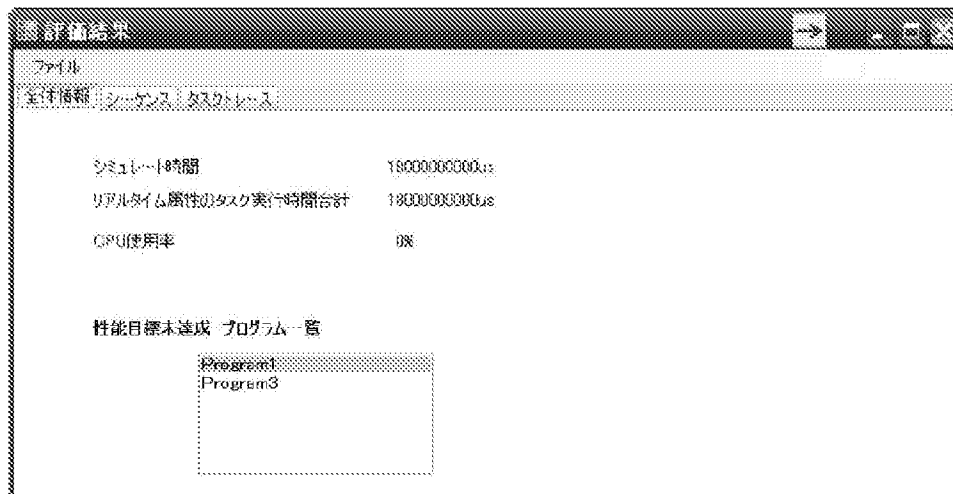 評価結果
ファイル
全体情報 シーケンス タスクトレース
シミュレート時間 18000000000us
リアルタイム属性のタスク実行時間合計 18000000000us
CPU使用率 0%
性能目標未達成 プログラム一覧
Program1
Program3